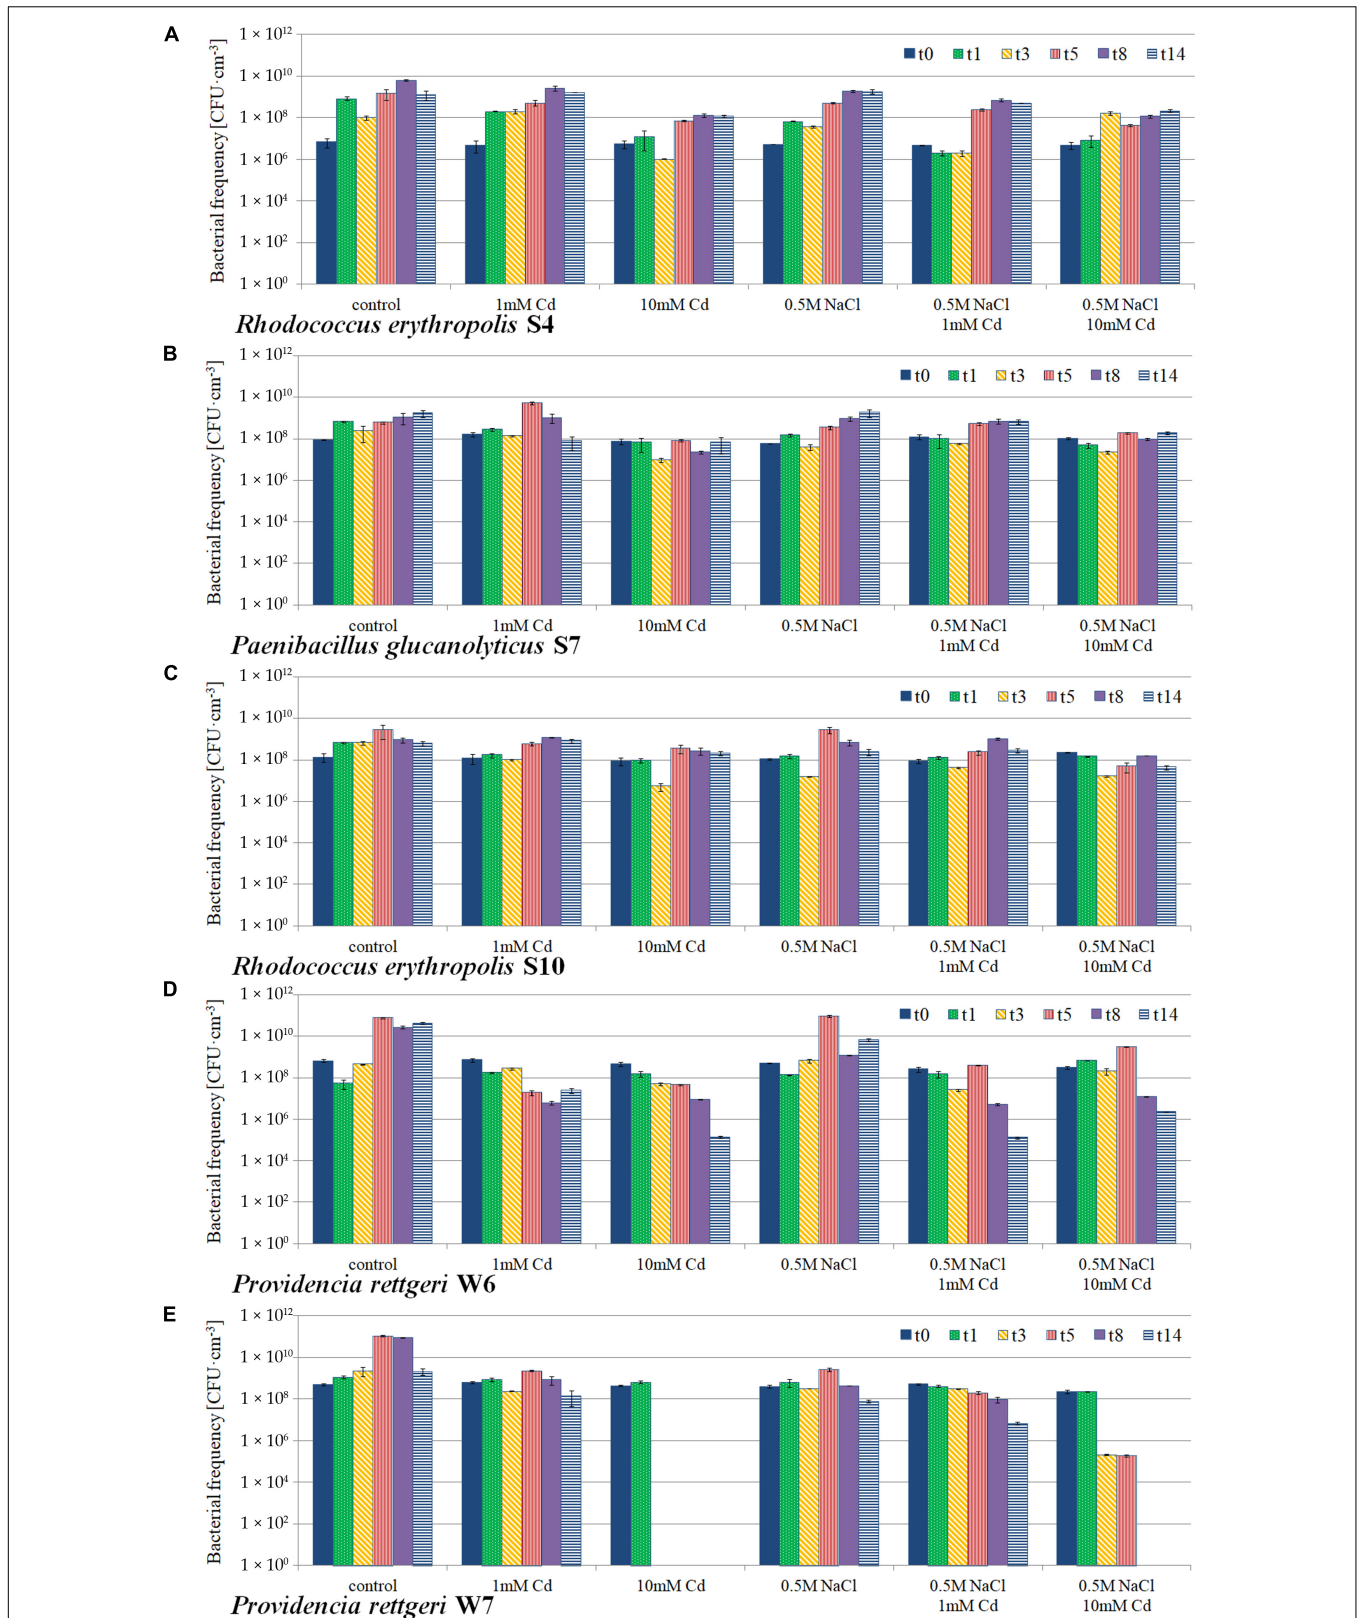 A
1 × 10¹²
1 × 10¹⁰
1 × 10⁸
1 × 10⁶
1 × 10⁴
1 × 10²
1 × 10⁰
Bacterial frequency [CFU·cm⁻³]
t0 t1 t3 t5 t8 t14
control 1mM Cd 10mM Cd 0.5M NaCl 0.5M NaCl 0.5M NaCl
1mM Cd 10mM Cd
Rhodococcus erythropolis S4
B
1 × 10¹²
1 × 10¹⁰
1 × 10⁸
1 × 10⁶
1 × 10⁴
1 × 10²
1 × 10⁰
Bacterial frequency [CFU·cm⁻³]
t0 t1 t3 t5 t8 t14
control 1mM Cd 10mM Cd 0.5M NaCl 0.5M NaCl 0.5M NaCl
1mM Cd 10mM Cd
Paenibacillus glucanolyticus S7
C
1 × 10¹²
1 × 10¹⁰
1 × 10⁸
1 × 10⁶
1 × 10⁴
1 × 10²
1 × 10⁰
Bacterial frequency [CFU·cm⁻³]
t0 t1 t3 t5 t8 t14
control 1mM Cd 10mM Cd 0.5M NaCl 0.5M NaCl 0.5M NaCl
1mM Cd 10mM Cd
Rhodococcus erythropolis S10
D
1 × 10¹²
1 × 10¹⁰
1 × 10⁸
1 × 10⁶
1 × 10⁴
1 × 10²
1 × 10⁰
Bacterial frequency [CFU·cm⁻³]
t0 t1 t3 t5 t8 t14
control 1mM Cd 10mM Cd 0.5M NaCl 0.5M NaCl 0.5M NaCl
1mM Cd 10mM Cd
Providencia rettgeri W6
E
1 × 10¹²
1 × 10¹⁰
1 × 10⁸
1 × 10⁶
1 × 10⁴
1 × 10²
1 × 10⁰
Bacterial frequency [CFU·cm⁻³]
t0 t1 t3 t5 t8 t14
control 1mM Cd 10mM Cd 0.5M NaCl 0.5M NaCl 0.5M NaCl
1mM Cd 10mM Cd
Providencia rettgeri W7